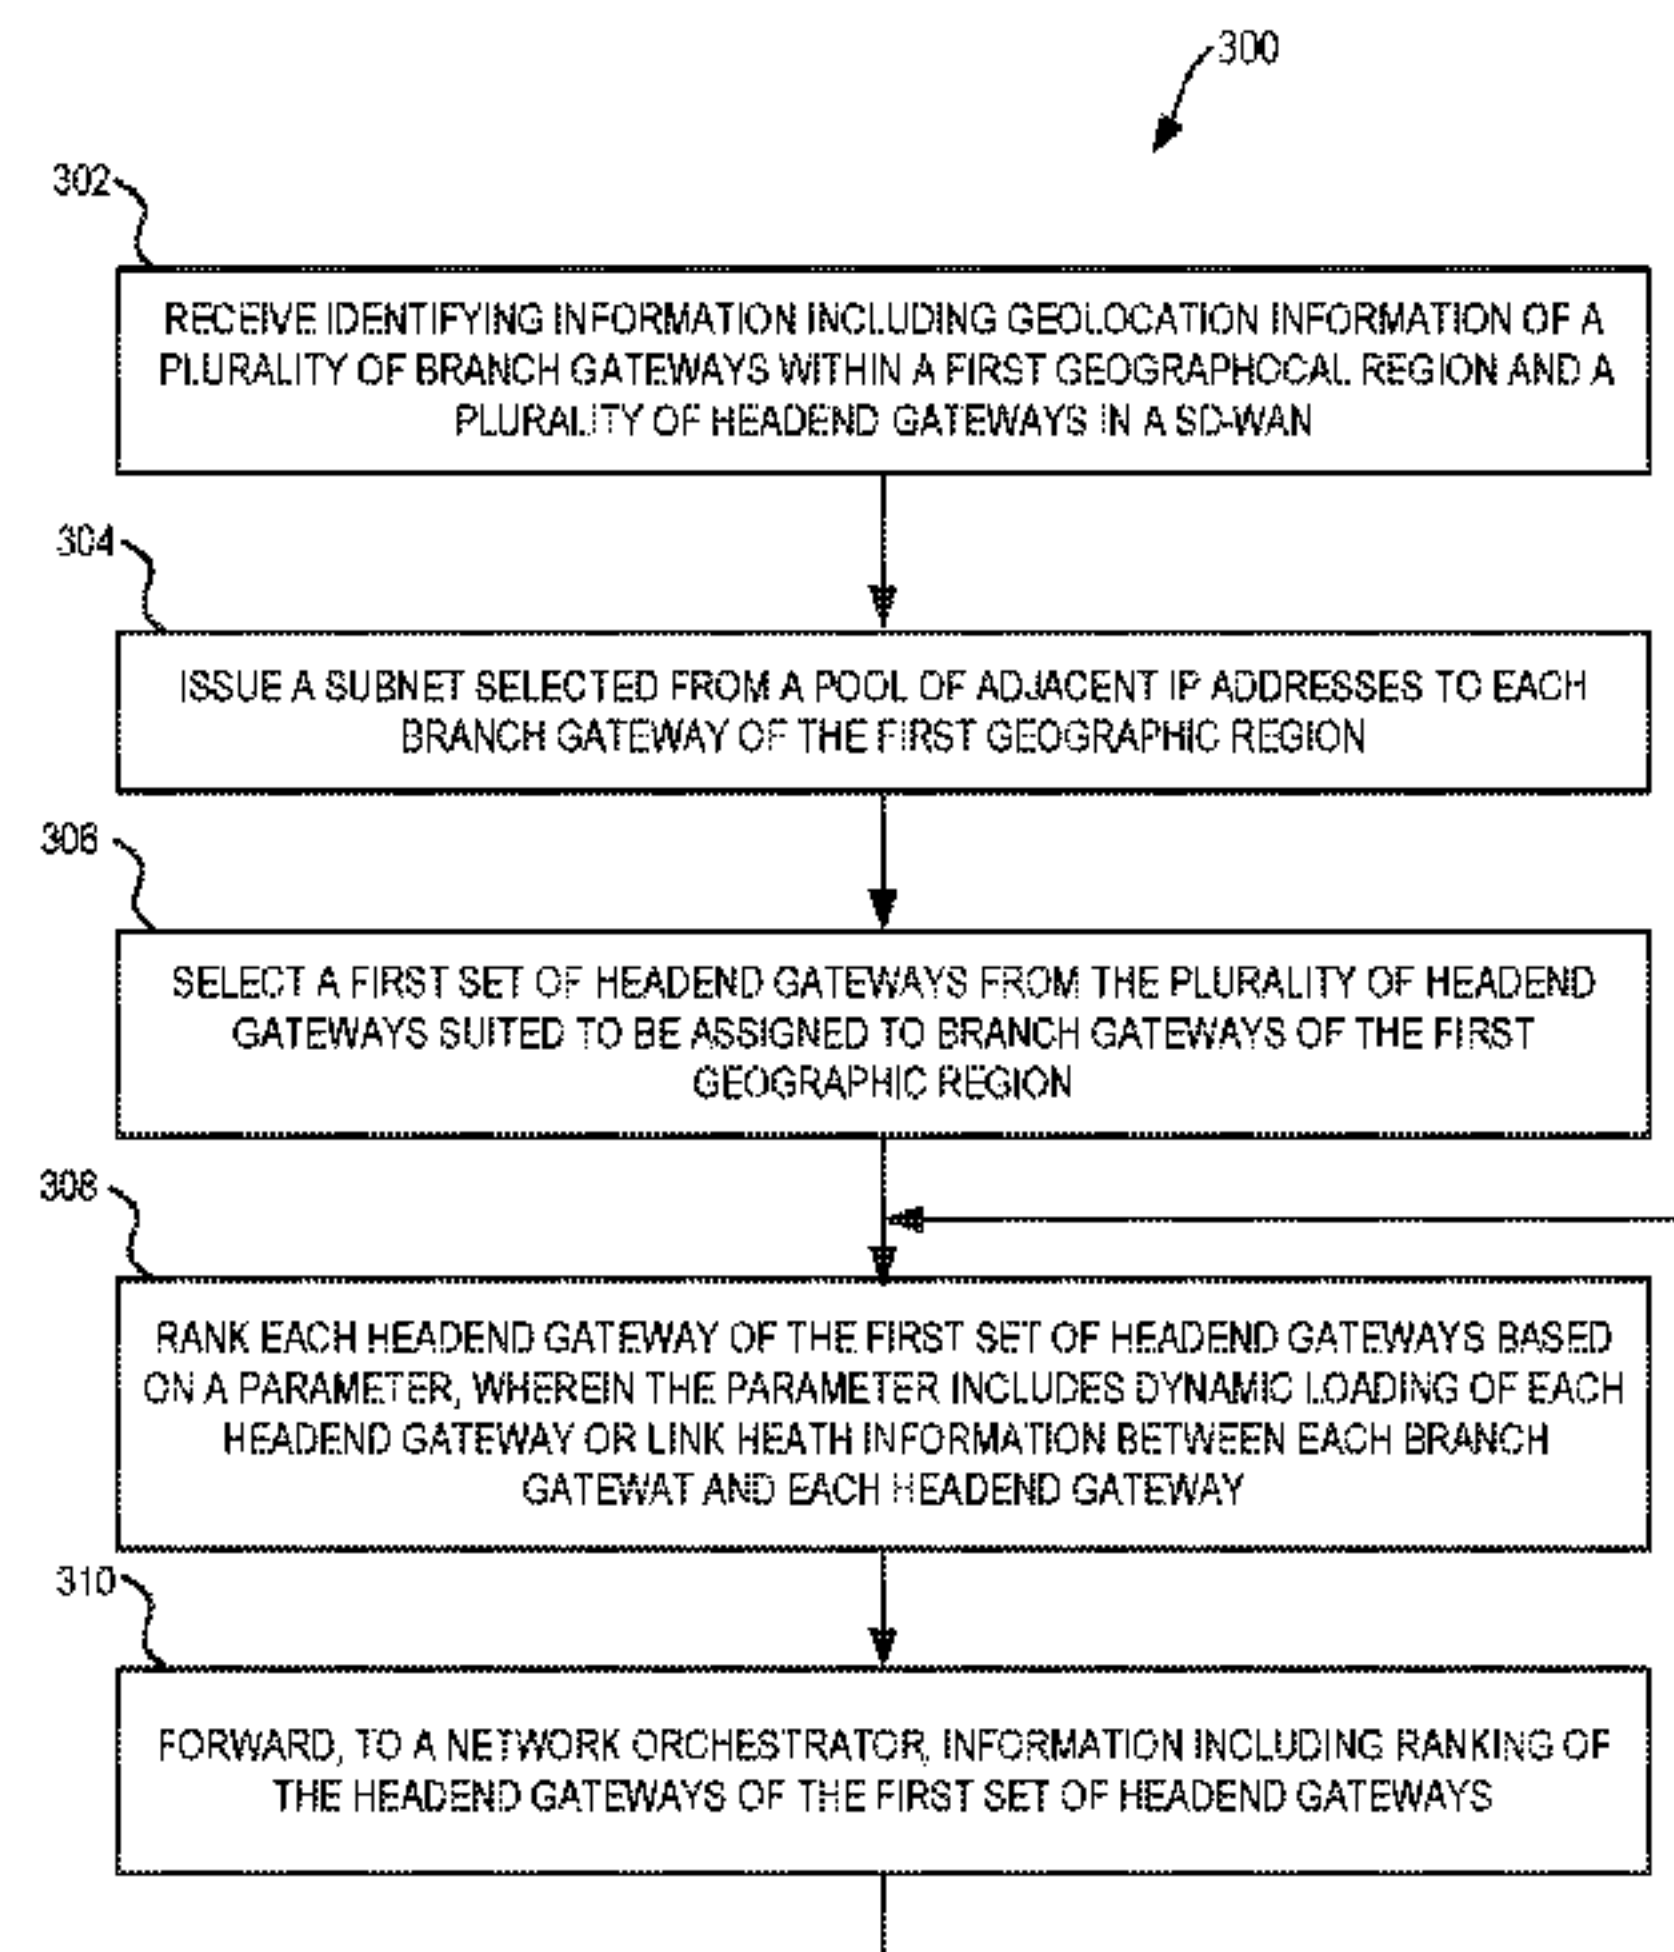 300
302
RECEIVE IDENTIFYING INFORMATION INCLUDING GEOLOCATION INFORMATION OF A
PLURALITY OF BRANCH GATEWAYS WITHIN A FIRST GEOGRAPHOCAL REGION AND A
PLURALITY OF HEADEND GATEWAYS IN A SD-WAN
304
ISSUE A SUBNET SELECTED FROM A POOL OF ADJACENT IP ADDRESSES TO EACH
BRANCH GATEWAY OF THE FIRST GEOGRAPHIC REGION
306
SELECT A FIRST SET OF HEADEND GATEWAYS FROM THE PLURALITY OF HEADEND
GATEWAYS SUITED TO BE ASSIGNED TO BRANCH GATEWAYS OF THE FIRST
GEOGRAPHIC REGION
308
RANK EACH HEADEND GATEWAY OF THE FIRST SET OF HEADEND GATEWAYS BASED
ON A PARAMETER, WHEREIN THE PARAMETER INCLUDES DYNAMIC LOADING OF EACH
HEADEND GATEWAY OR LINK HEATH INFORMATION BETWEEN EACH BRANCH
GATEWAT AND EACH HEADEND GATEWAY
310
FORWARD, TO A NETWORK ORCHESTRATOR, INFORMATION INCLUDING RANKING OF
THE HEADEND GATEWAYS OF THE FIRST SET OF HEADEND GATEWAYS